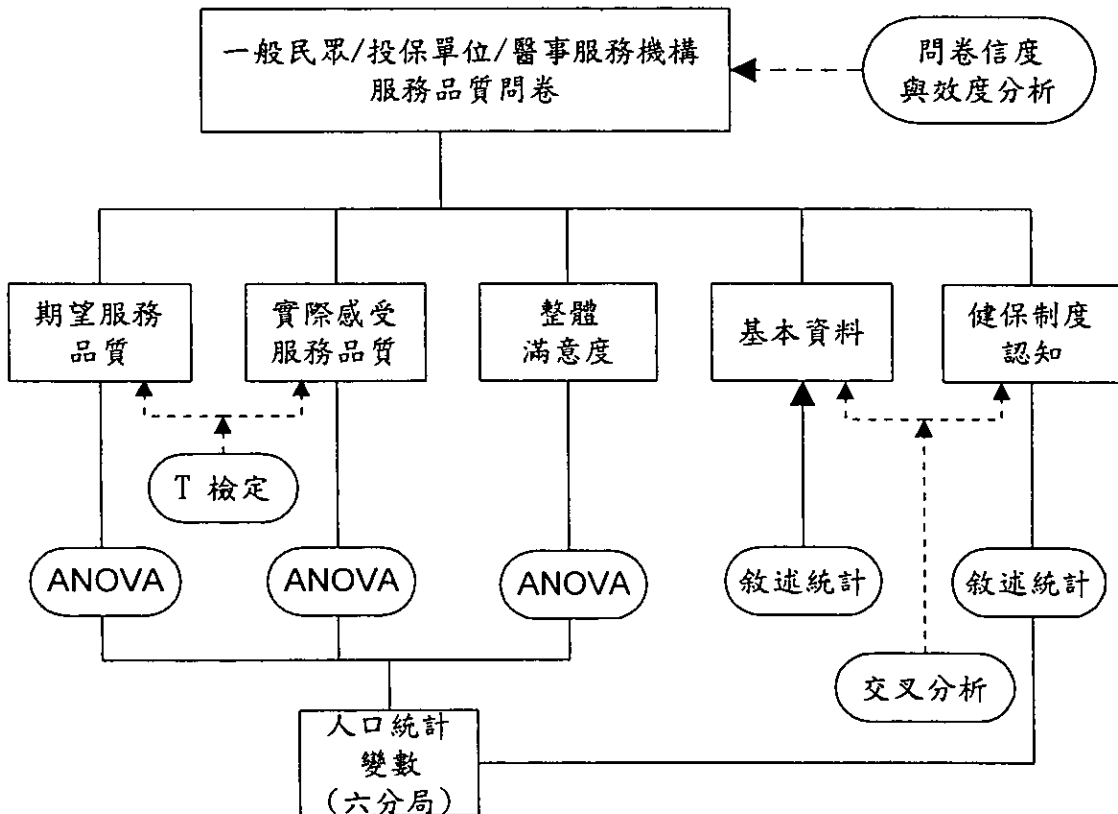 一般民眾/投保單位/醫事服務機構
服務品質問卷
問卷信度
與效度分析
期望服務
品質
實際感受
服務品質
整體
滿意度
基本資料
健保制度
認知
T 檢定
ANOVA
ANOVA
ANOVA
敘述統計
敘述統計
交叉分析
人口統計
變數
(六分局)